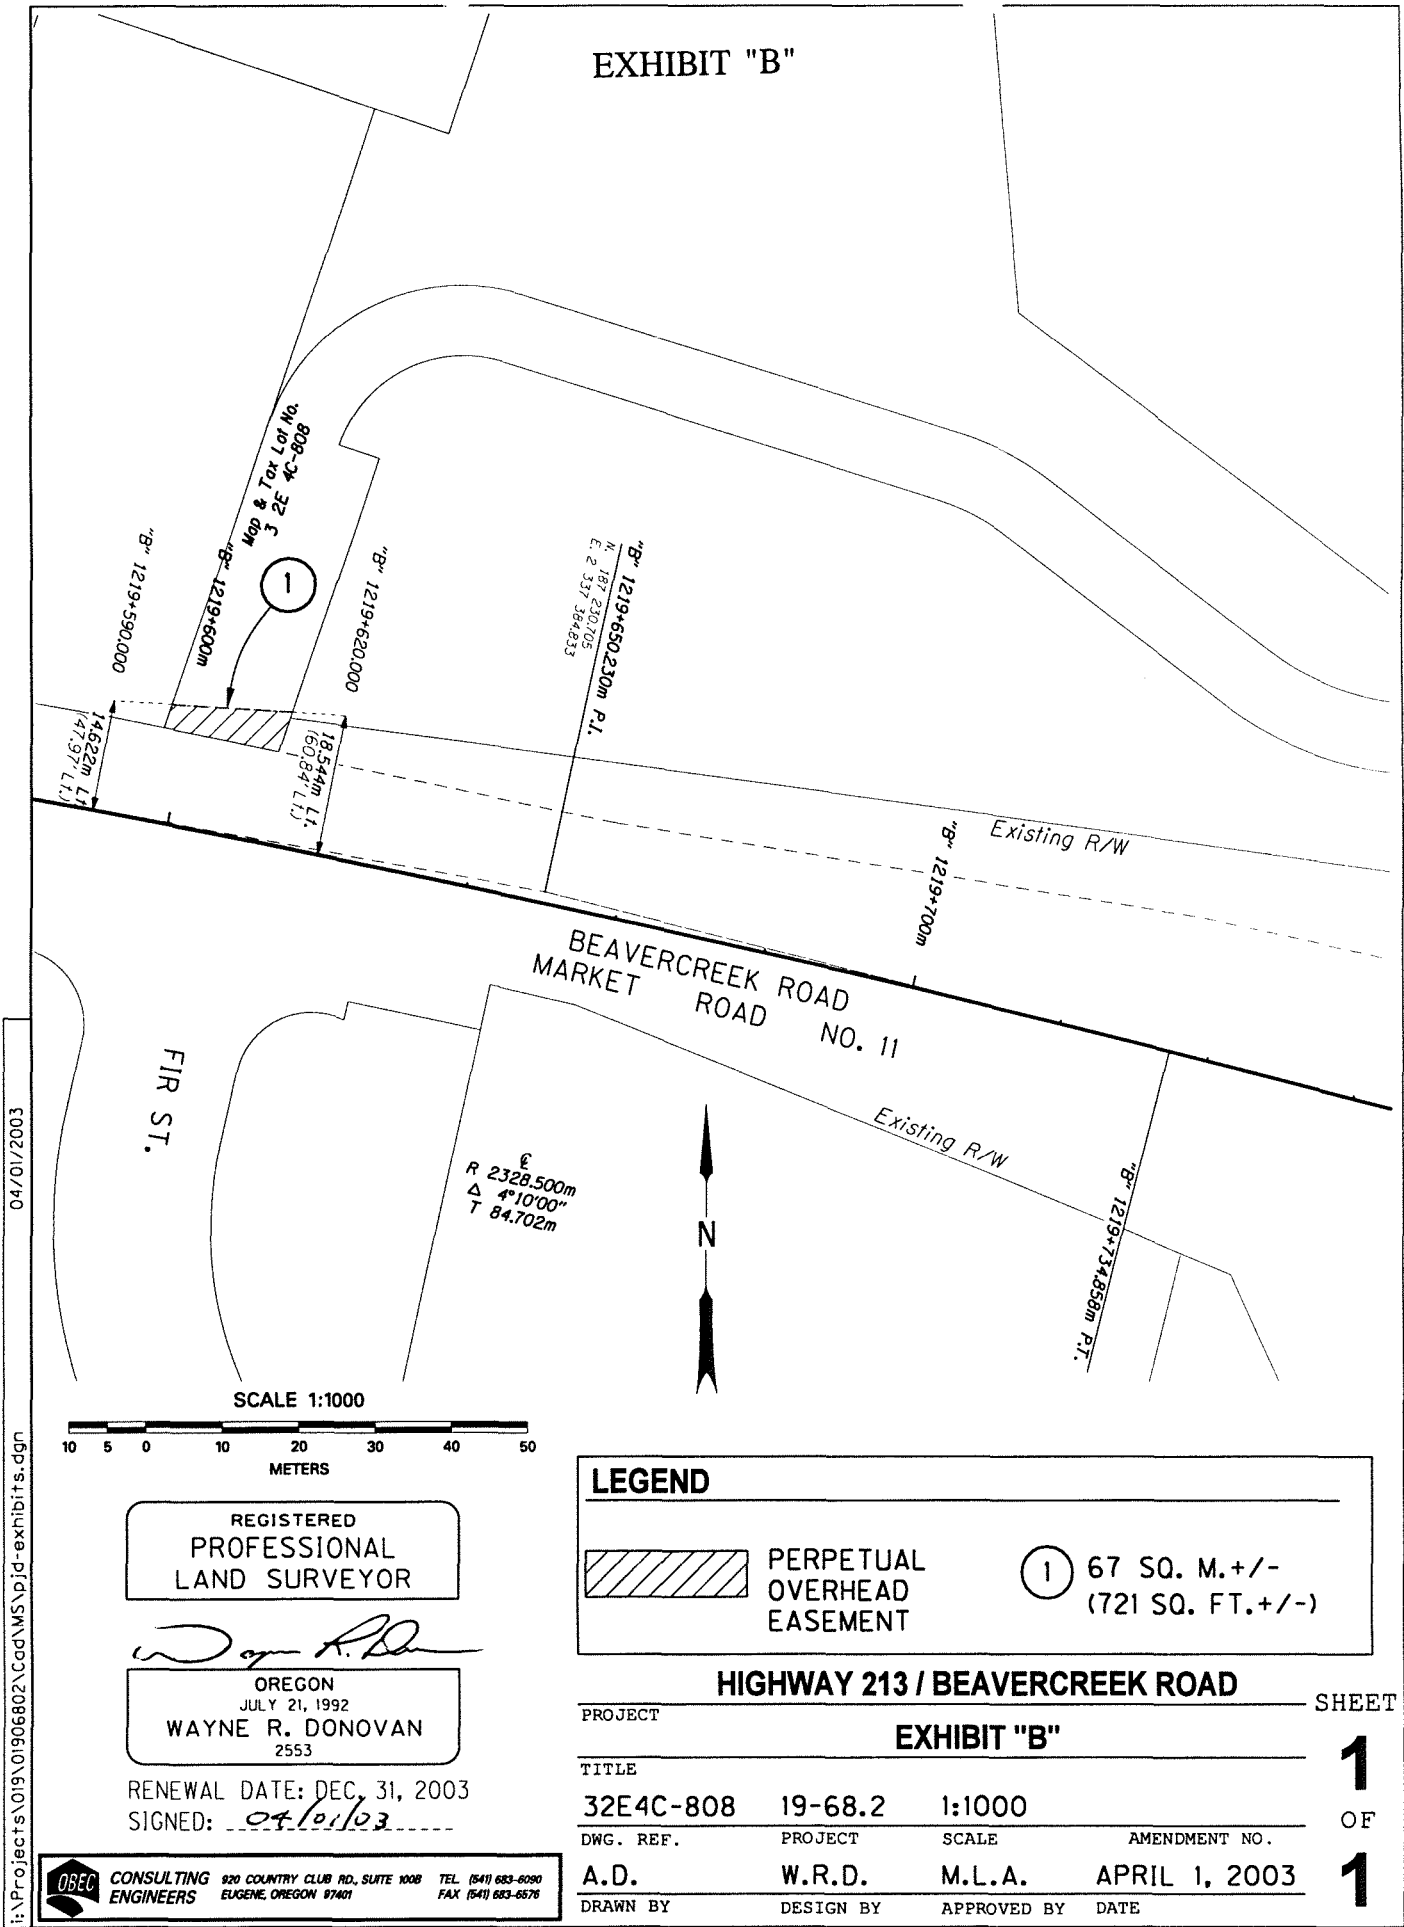 EXHIBIT "B"
Map & Tax Lot No.
3 2E 4C-808
"B" 1219+590.000
"B" 1219+600m
1
"B" 1219+620.000
"B" 1219+650.230m P.I.
N. 187 230.705
E. 2 337 384.833
14.622m Lt.
(47.97' Lt.)
18.544m Lt.
(60.84' Lt.)
Existing R/W
"B" 1219+700m
BEAVERCREEK ROAD
MARKET ROAD NO. 11
FIR ST.
Existing R/W
"B" 1219+734.858m P.T.
℄
R 2328.500m
Δ 4°10'00"
T 84.702m
N
SCALE 1:1000
10 5 0 10 20 30 40 50
METERS
REGISTERED
PROFESSIONAL
LAND SURVEYOR
Wayne R. Donovan
OREGON
JULY 21, 1992
WAYNE R. DONOVAN
2553
RENEWAL DATE: DEC. 31, 2003
SIGNED: 04/01/03
OBEC CONSULTING ENGINEERS
920 COUNTRY CLUB RD., SUITE 100B
EUGENE, OREGON 97401
TEL (541) 683-6090
FAX (541) 683-6576
LEGEND
PERPETUAL
OVERHEAD
EASEMENT
1 67 SQ. M.+/-
(721 SQ. FT.+/-)
HIGHWAY 213 / BEAVERCREEK ROAD
PROJECT
EXHIBIT "B"
TITLE
32E4C-808 19-68.2 1:1000
DWG. REF. PROJECT SCALE AMENDMENT NO.
A.D. W.R.D. M.L.A. APRIL 1, 2003
DRAWN BY DESIGN BY APPROVED BY DATE
SHEET
1
OF
1
04/01/2003
i:\Projects\019\01906802\Cad\MS\pjd-exhibits.dgn